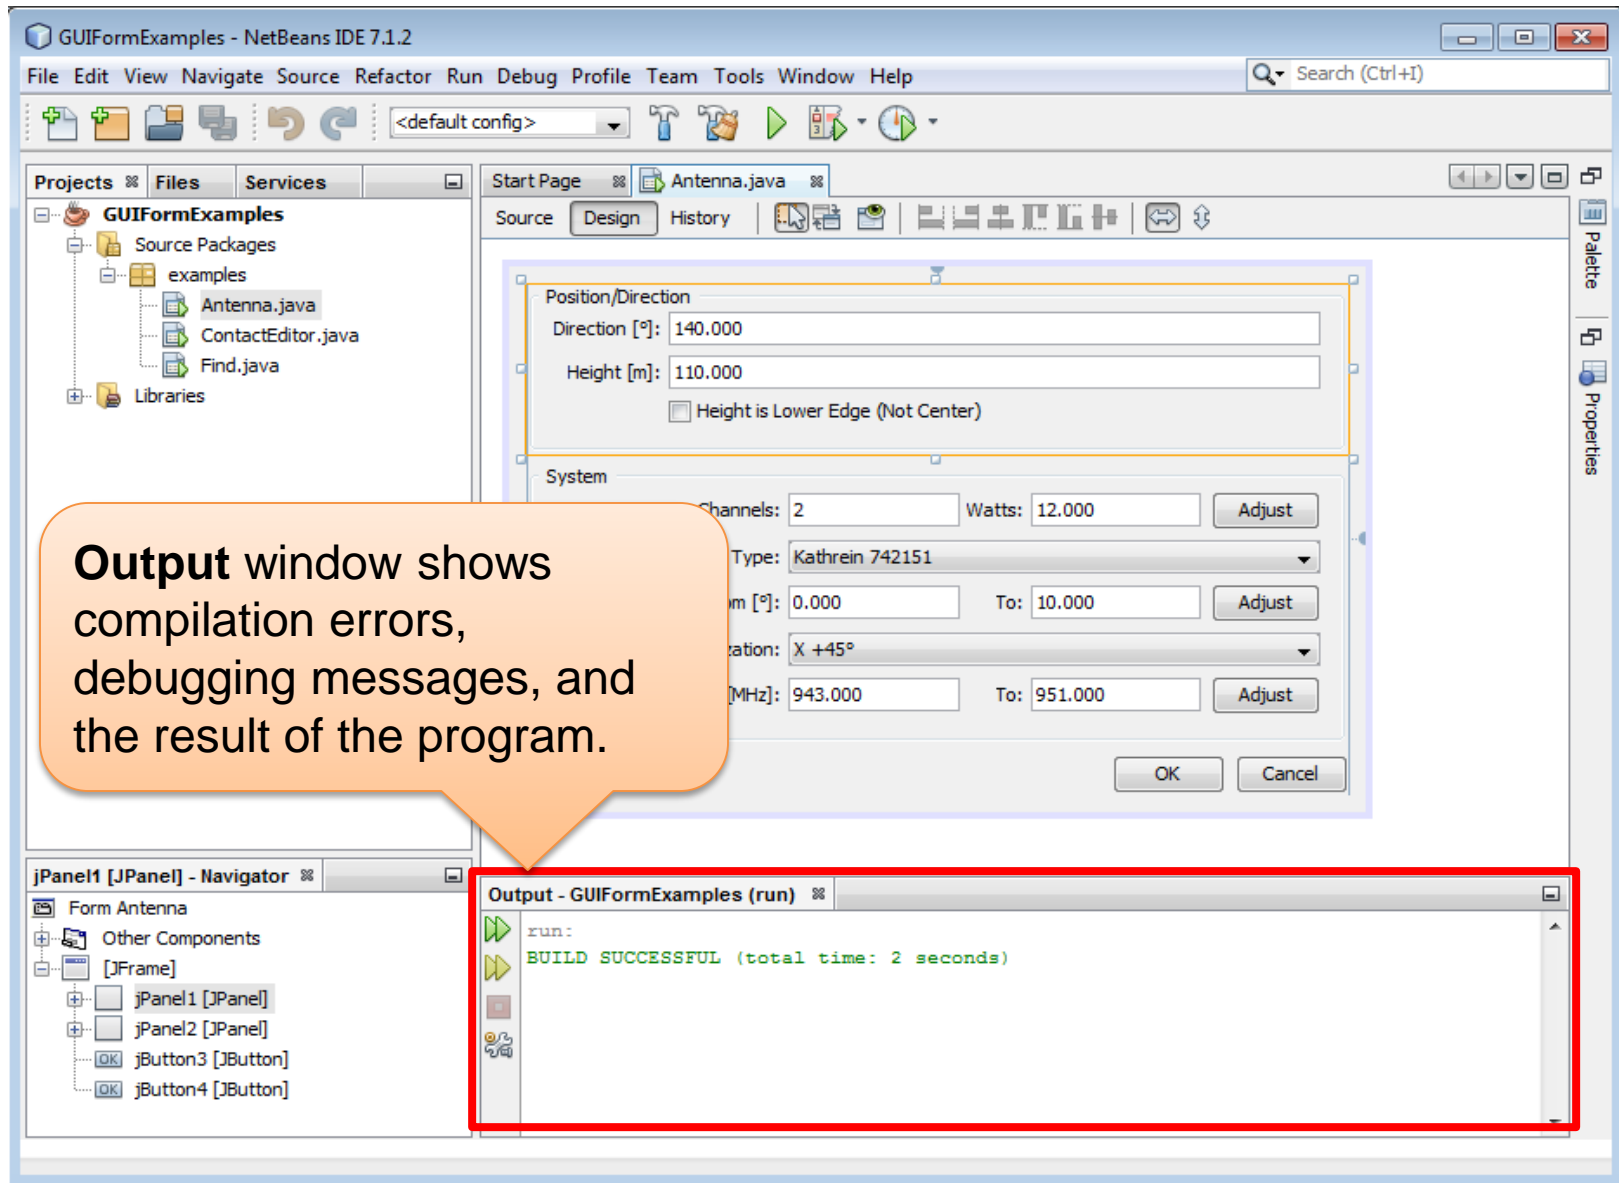 GUIFormExamples - NetBeans IDE 7.1.2
File Edit View Navigate Source Refactor Run Debug Profile Team Tools Window Help
Search (Ctrl+I)
<default config>
Projects Files Services
GUIFormExamples
Source Packages
examples
Antenna.java
ContactEditor.java
Find.java
Libraries
Start Page Antenna.java
Source Design History
Palette
Properties
Position/Direction
Direction [º]: 140.000
Height [m]: 110.000
Height is Lower Edge (Not Center)
System
Channels: 2 Watts: 12.000 Adjust
Type: Kathrein 742151
[º]: 0.000 To: 10.000 Adjust
X +45º
[MHz]: 943.000 To: 951.000 Adjust
OK Cancel
Output window shows
compilation errors,
debugging messages, and
the result of the program.
jPanel1 [JPanel] - Navigator
Form Antenna
Other Components
[JFrame]
jPanel1 [JPanel]
jPanel2 [JPanel]
OK jButton3 [JButton]
OK jButton4 [JButton]
Output - GUIFormExamples (run)
run:
BUILD SUCCESSFUL (total time: 2 seconds)